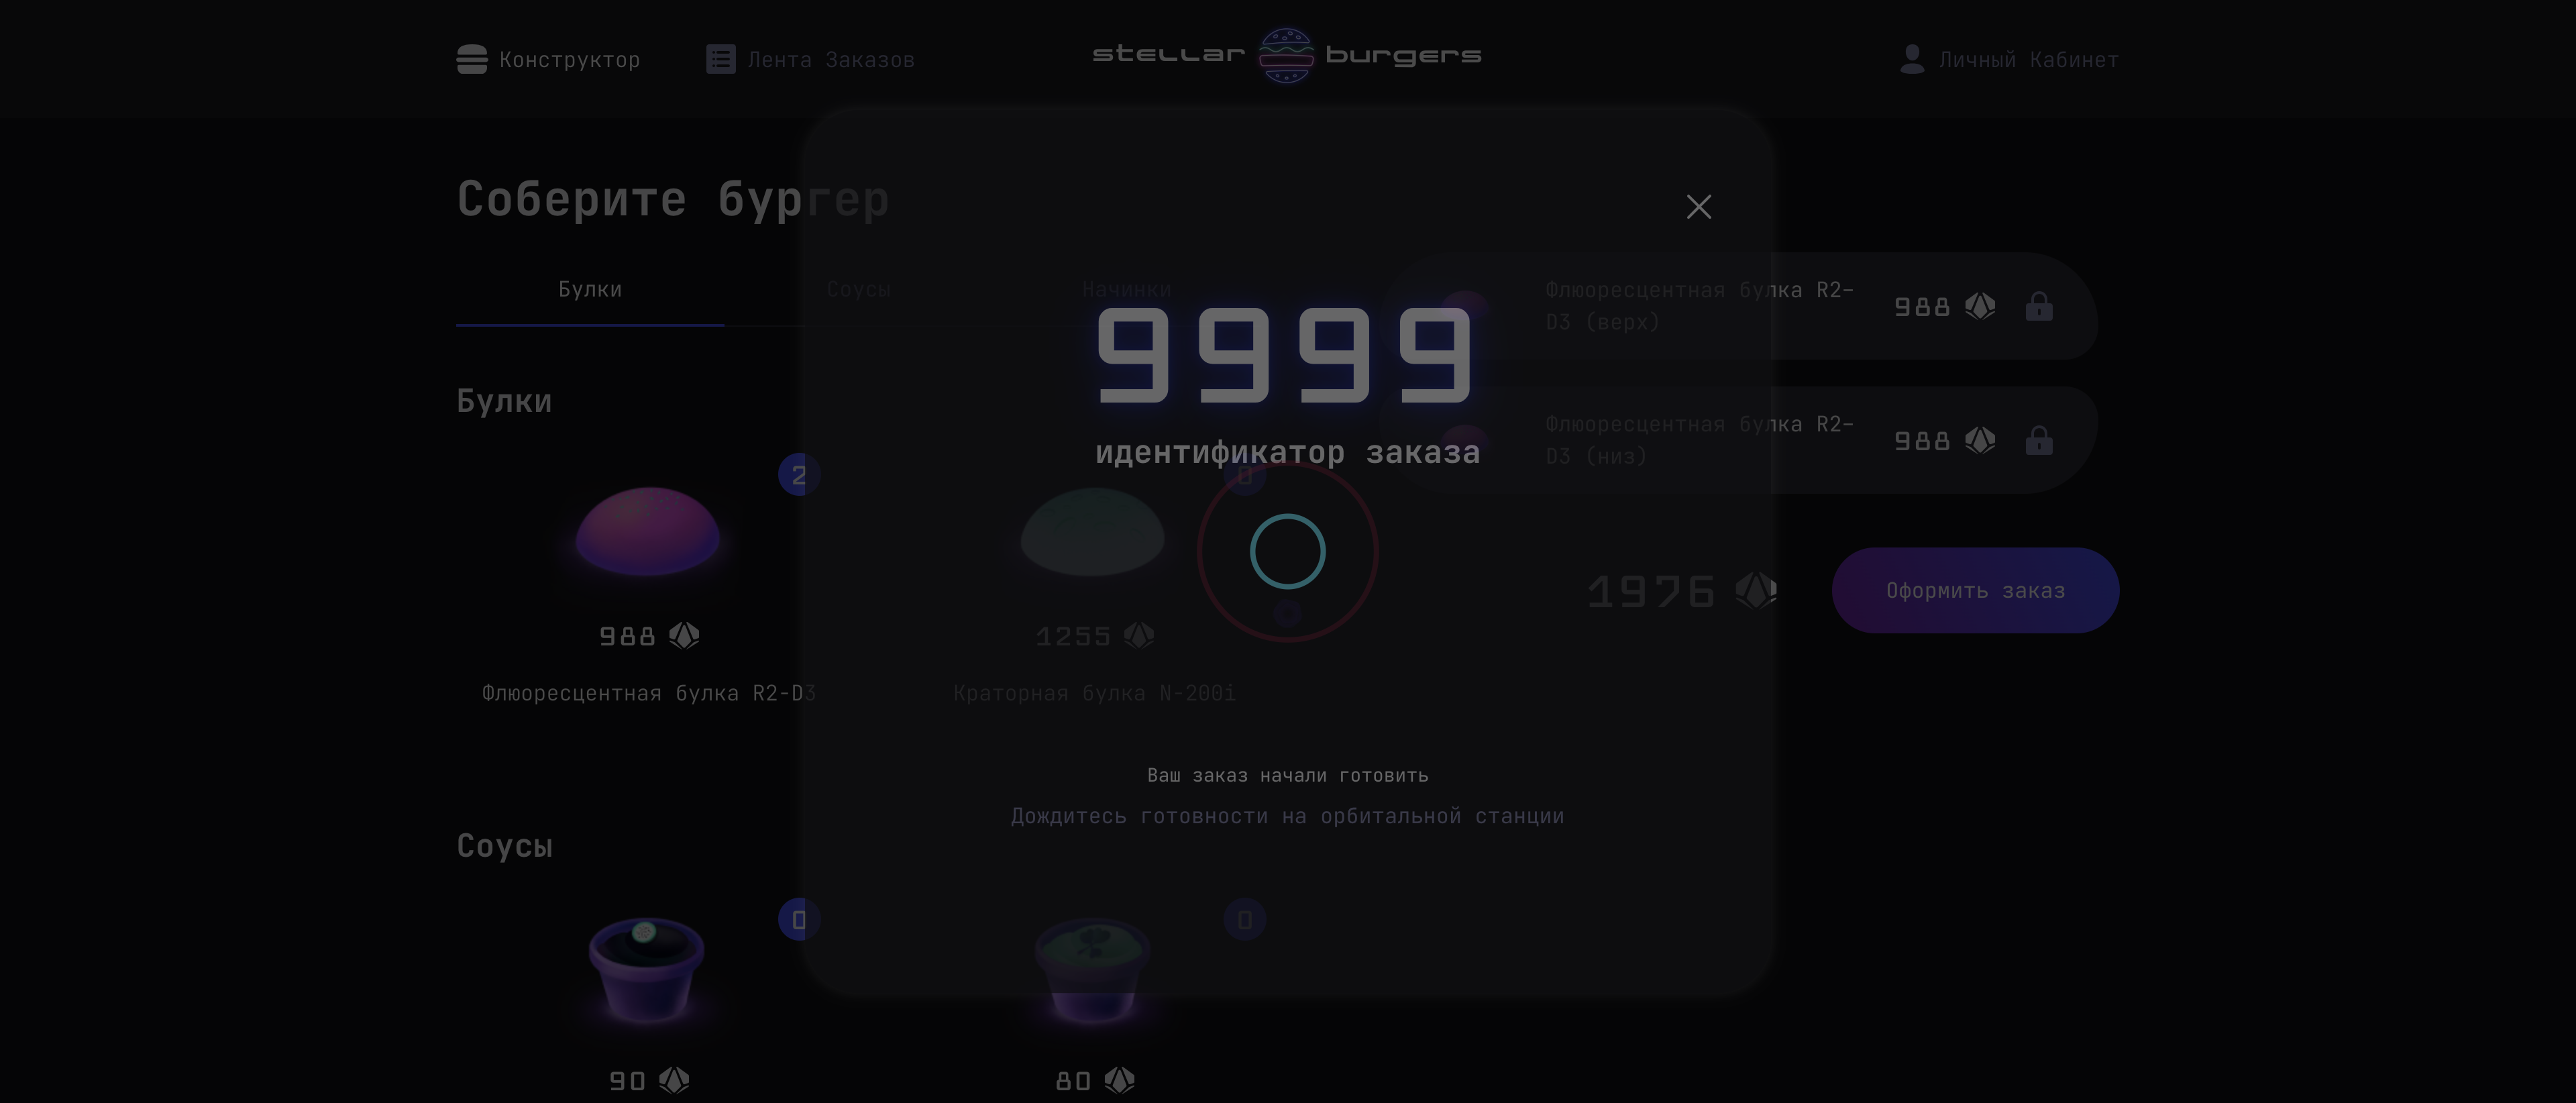 Конструктор
Лента Заказов
stellar burgers
Личный Кабинет
Соберите бургер
Булки
Соусы
Начинки
Булки
2
988
Флюоресцентная булка R2-D3
0
1255
Краторная булка N-200i
Соусы
0
90
0
80
Флюоресцентная булка R2-
D3 (верх)
988
Флюоресцентная булка R2-
D3 (низ)
988
1976
Оформить заказ
9999
идентификатор заказа
Ваш заказ начали готовить
Дождитесь готовности на орбитальной станции